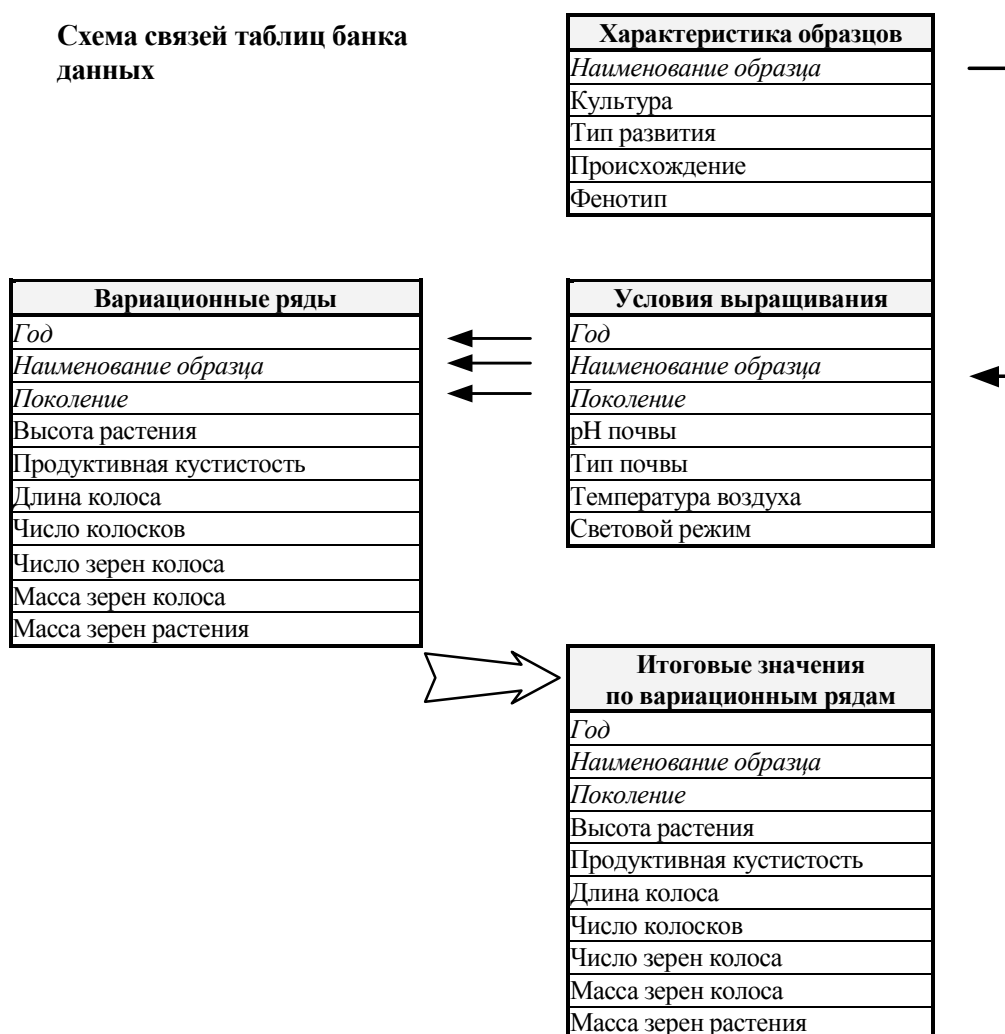 Схема связей таблиц банка
данных
Характеристика образцов
Наименование образца
Культура
Тип развития
Происхождение
Фенотип
Вариационные ряды
Год
Наименование образца
Поколение
Высота растения
Продуктивная кустистость
Длина колоса
Число колосков
Число зерен колоса
Масса зерен колоса
Масса зерен растения
Условия выращивания
Год
Наименование образца
Поколение
pH почвы
Тип почвы
Температура воздуха
Световой режим
Итоговые значения
по вариационным рядам
Год
Наименование образца
Поколение
Высота растения
Продуктивная кустистость
Длина колоса
Число колосков
Число зерен колоса
Масса зерен колоса
Масса зерен растения